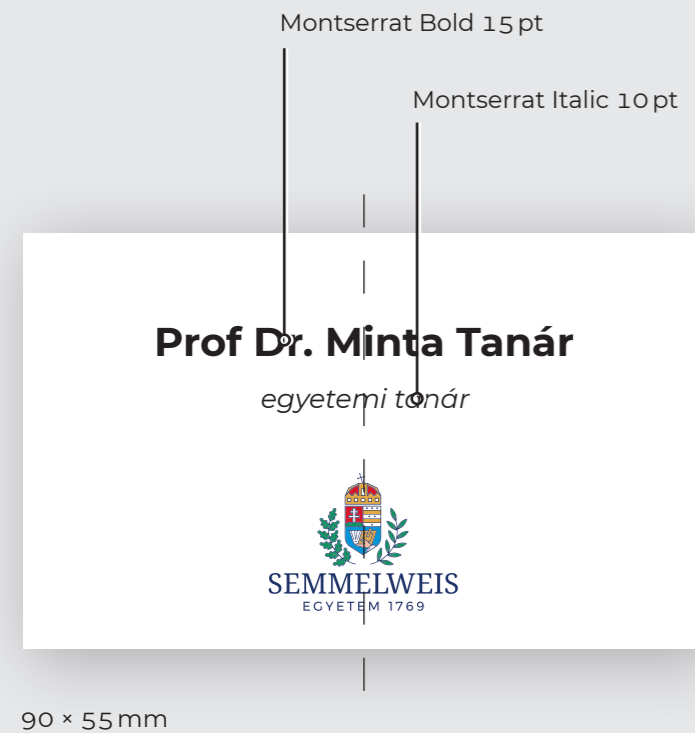 Montserrat Bold 15 pt
Montserrat Italic 10 pt
Prof Dr. Minta Tanár
egyetemi tanár
SEMMELWEIS
EGYETEM 1769
90 × 55 mm